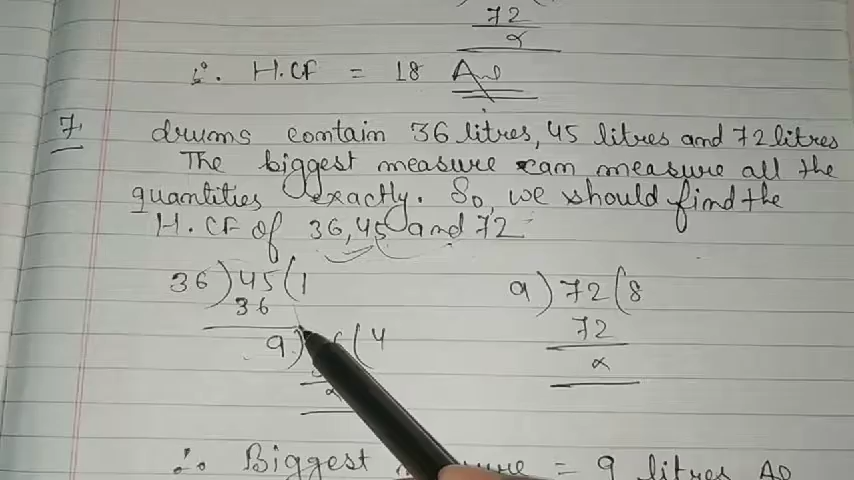 72
α
∴ H.CF = 18 Ans
7. drums contain 36 litres, 45 litres and 72 litres
The biggest measure can measure all the
quantities exactly. So, we should find the
H.CF of 36, 45 and 72
36 ) 45 ( 1
36
9 ) ( 4
9 ) 72 ( 8
72
α
∴ Biggest = 9 litres